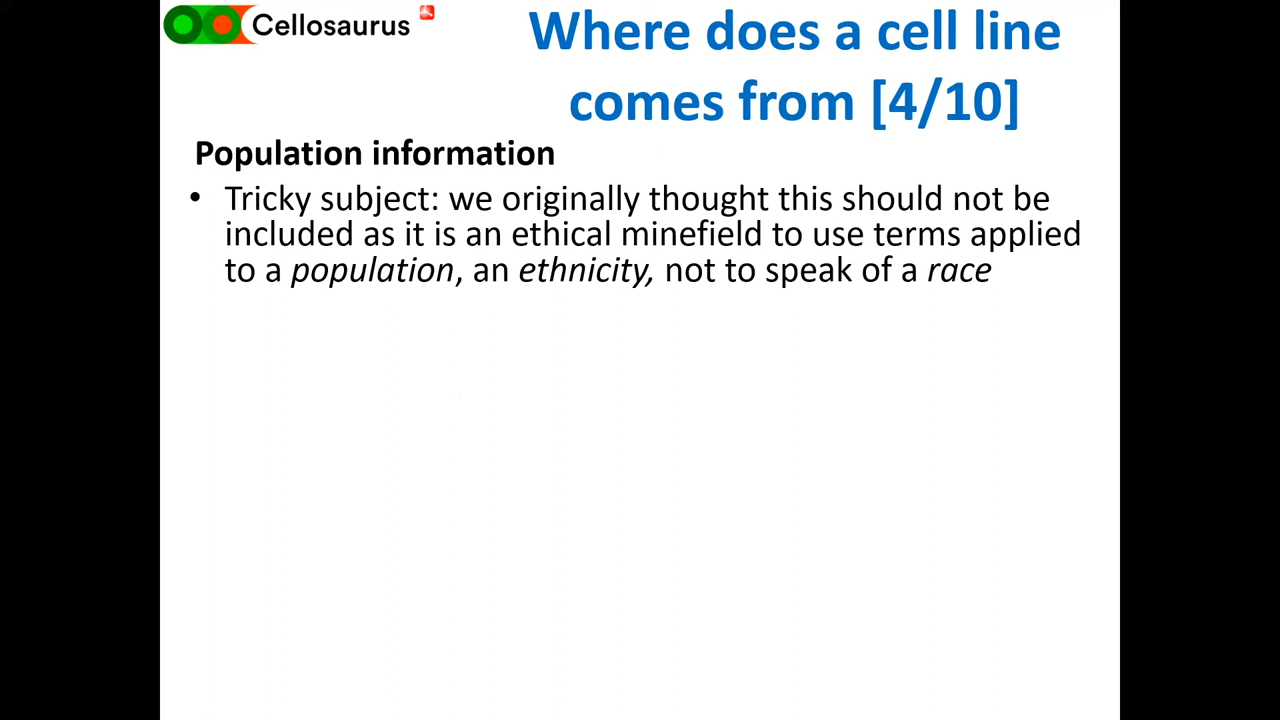 Cellosaurus
Where does a cell line
comes from [4/10]
Population information
• Tricky subject: we originally thought this should not be
included as it is an ethical minefield to use terms applied
to a population, an ethnicity, not to speak of a race